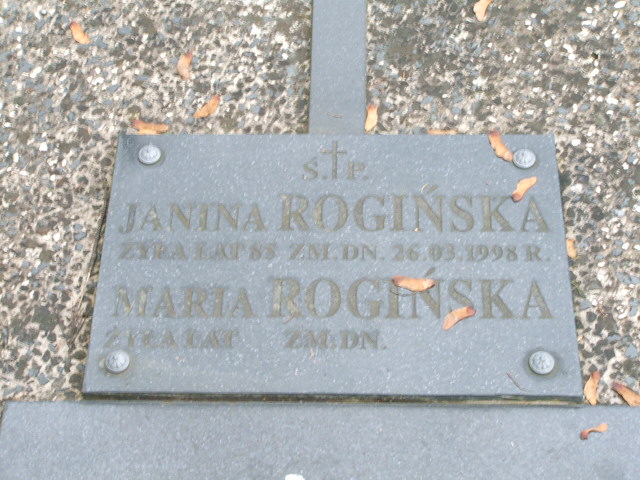 Ś.P.
JANINA ROGIŃSKA
ŻYŁA LAT 85 ZM.DN. 26.03.1998 R.
MARIA ROGIŃSKA
ŻYŁA LAT ZM.DN.